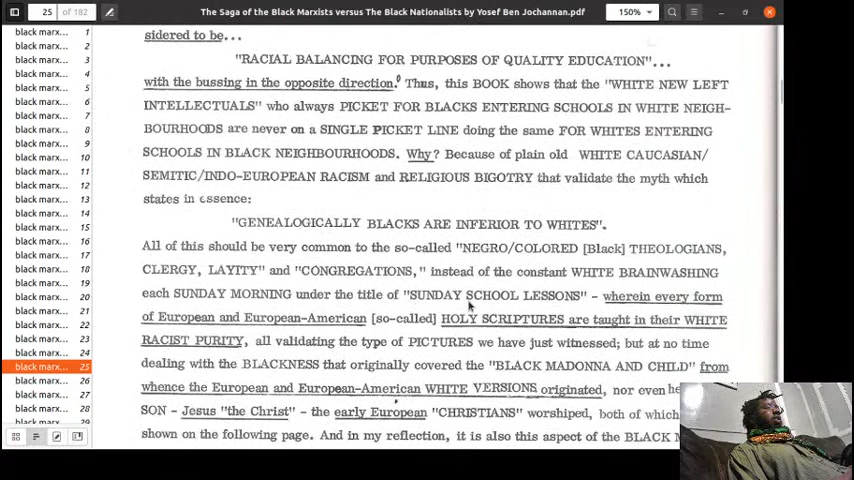 25 of 182
The Saga of the Black Marxists versus The Black Nationalists by Yosef Ben Jochannan.pdf
150%
black marx... 1
black marx... 2
black marx... 3
black marx... 4
black marx... 5
black marx... 6
black marx... 7
black marx... 8
black marx... 9
black marx... 10
black marx... 11
black marx... 12
black marx... 13
black marx... 14
black marx... 15
black marx... 16
black marx... 17
black marx... 18
black marx... 19
black marx... 20
black marx... 21
black marx... 22
black marx... 23
black marx... 24
black marx... 25
black marx... 26
black marx... 27
black marx... 28
black marx... 29
sidered to be...
"RACIAL BALANCING FOR PURPOSES OF QUALITY EDUCATION"...
with the bussing in the opposite direction. Thus, this BOOK shows that the "WHITE NEW LEFT
INTELLECTUALS" who always PICKET FOR BLACKS ENTERING SCHOOLS IN WHITE NEIGH-
BOURHOODS are never on a SINGLE PICKET LINE doing the same FOR WHITES ENTERING
SCHOOLS IN BLACK NEIGHBOURHOODS. Why? Because of plain old WHITE CAUCASIAN/
SEMITIC/INDO-EUROPEAN RACISM and RELIGIOUS BIGOTRY that validate the myth which
states in essence:
"GENEALOGICALLY BLACKS ARE INFERIOR TO WHITES".
All of this should be very common to the so-called "NEGRO/COLORED [Black] THEOLOGIANS,
CLERGY, LAYITY" and "CONGREGATIONS," instead of the constant WHITE BRAINWASHING
each SUNDAY MORNING under the title of "SUNDAY SCHOOL LESSONS" - wherein every form
of European and European-American [so-called] HOLY SCRIPTURES are taught in their WHITE
RACIST PURITY, all validating the type of PICTURES we have just witnessed; but at no time
dealing with the BLACKNESS that originally covered the "BLACK MADONNA AND CHILD" from
whence the European and European-American WHITE VERSIONS originated, nor even he
SON - Jesus "the Christ" - the early European "CHRISTIANS" worshiped, both of which
shown on the following page. And in my reflection, it is also this aspect of the BLACK